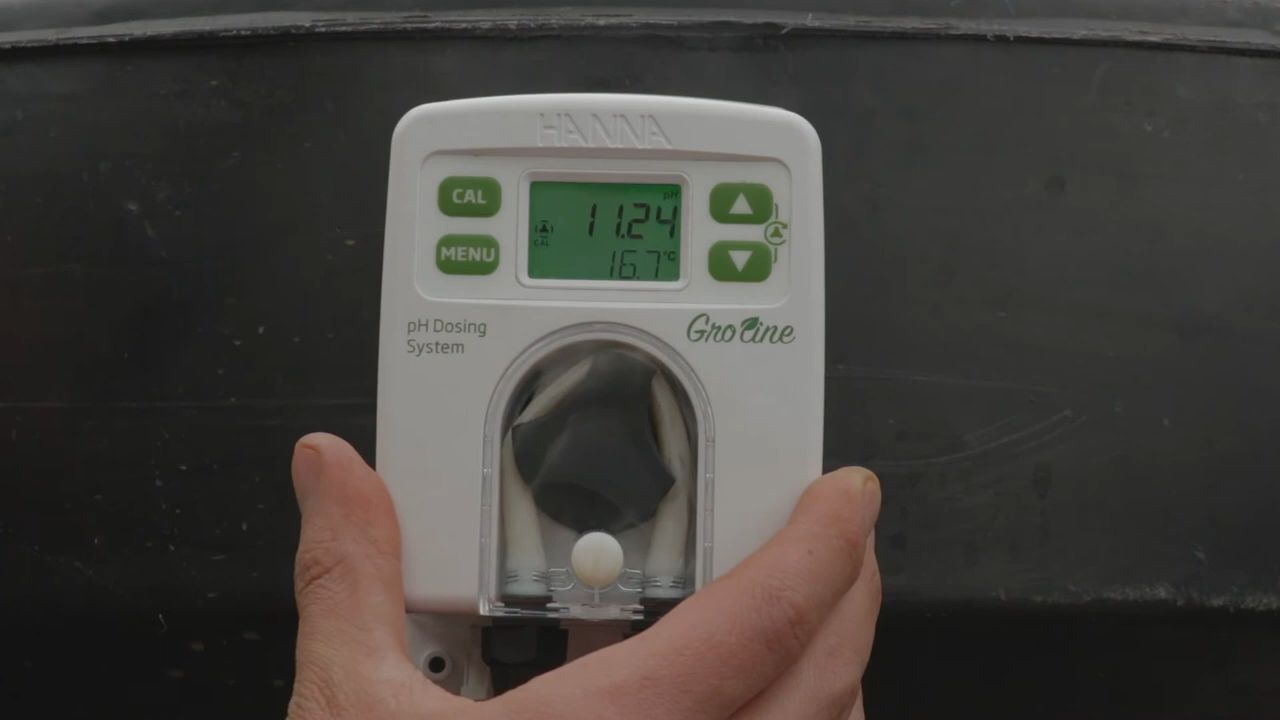 HANNA
CAL
MENU
pH
11.24
CAL
16.7°C
pH Dosing
System
GroLine